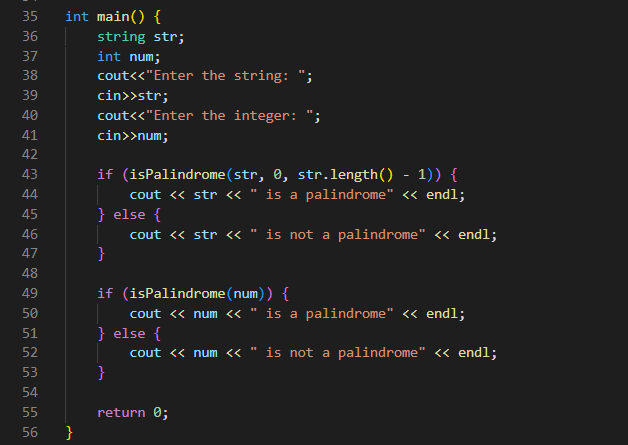 35 int main() {
36 string str;
37 int num;
38 cout<<"Enter the string: ";
39 cin>>str;
40 cout<<"Enter the integer: ";
41 cin>>num;
42
43 if (isPalindrome(str, 0, str.length() - 1)) {
44 cout << str << " is a palindrome" << endl;
45 } else {
46 cout << str << " is not a palindrome" << endl;
47 }
48
49 if (isPalindrome(num)) {
50 cout << num << " is a palindrome" << endl;
51 } else {
52 cout << num << " is not a palindrome" << endl;
53 }
54
55 return 0;
56 }